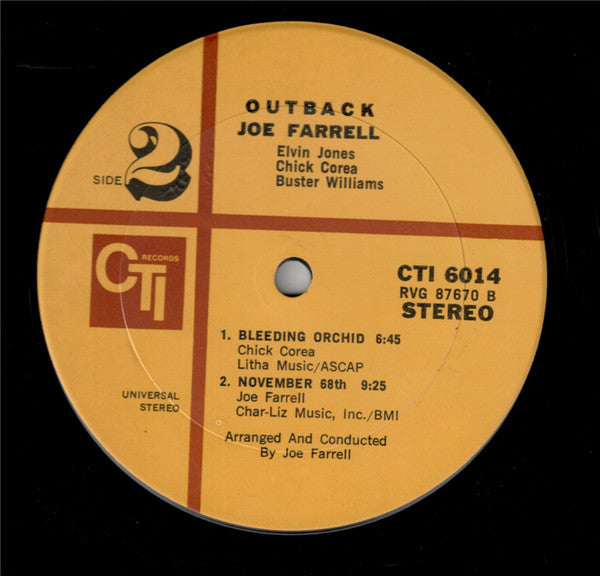 OUTBACK
JOE FARRELL
Elvin Jones
Chick Corea
Buster Williams
SIDE 2
CTI RECORDS
CTI 6014
RVG 87670 B
STEREO
1. BLEEDING ORCHID 6:45
Chick Corea
Litha Music/ASCAP
2. NOVEMBER 68th 9:25
Joe Farrell
Char-Liz Music, Inc./BMI
UNIVERSAL
STEREO
Arranged And Conducted
By Joe Farrell